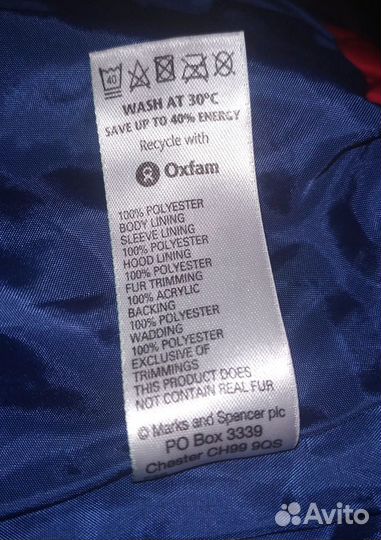 40
WASH AT 30°C
SAVE UP TO 40% ENERGY
Recycle with
Oxfam
100% POLYESTER
BODY LINING
SLEEVE LINING
100% POLYESTER
HOOD LINING
100% POLYESTER
FUR TRIMMING
100% ACRYLIC
BACKING
100% POLYESTER
WADDING
100% POLYESTER
EXCLUSIVE OF
TRIMMINGS
THIS PRODUCT DOES
NOT CONTAIN REAL FUR
© Marks and Spencer plc
PO Box 3339
Chester CH99 9OS
Avito